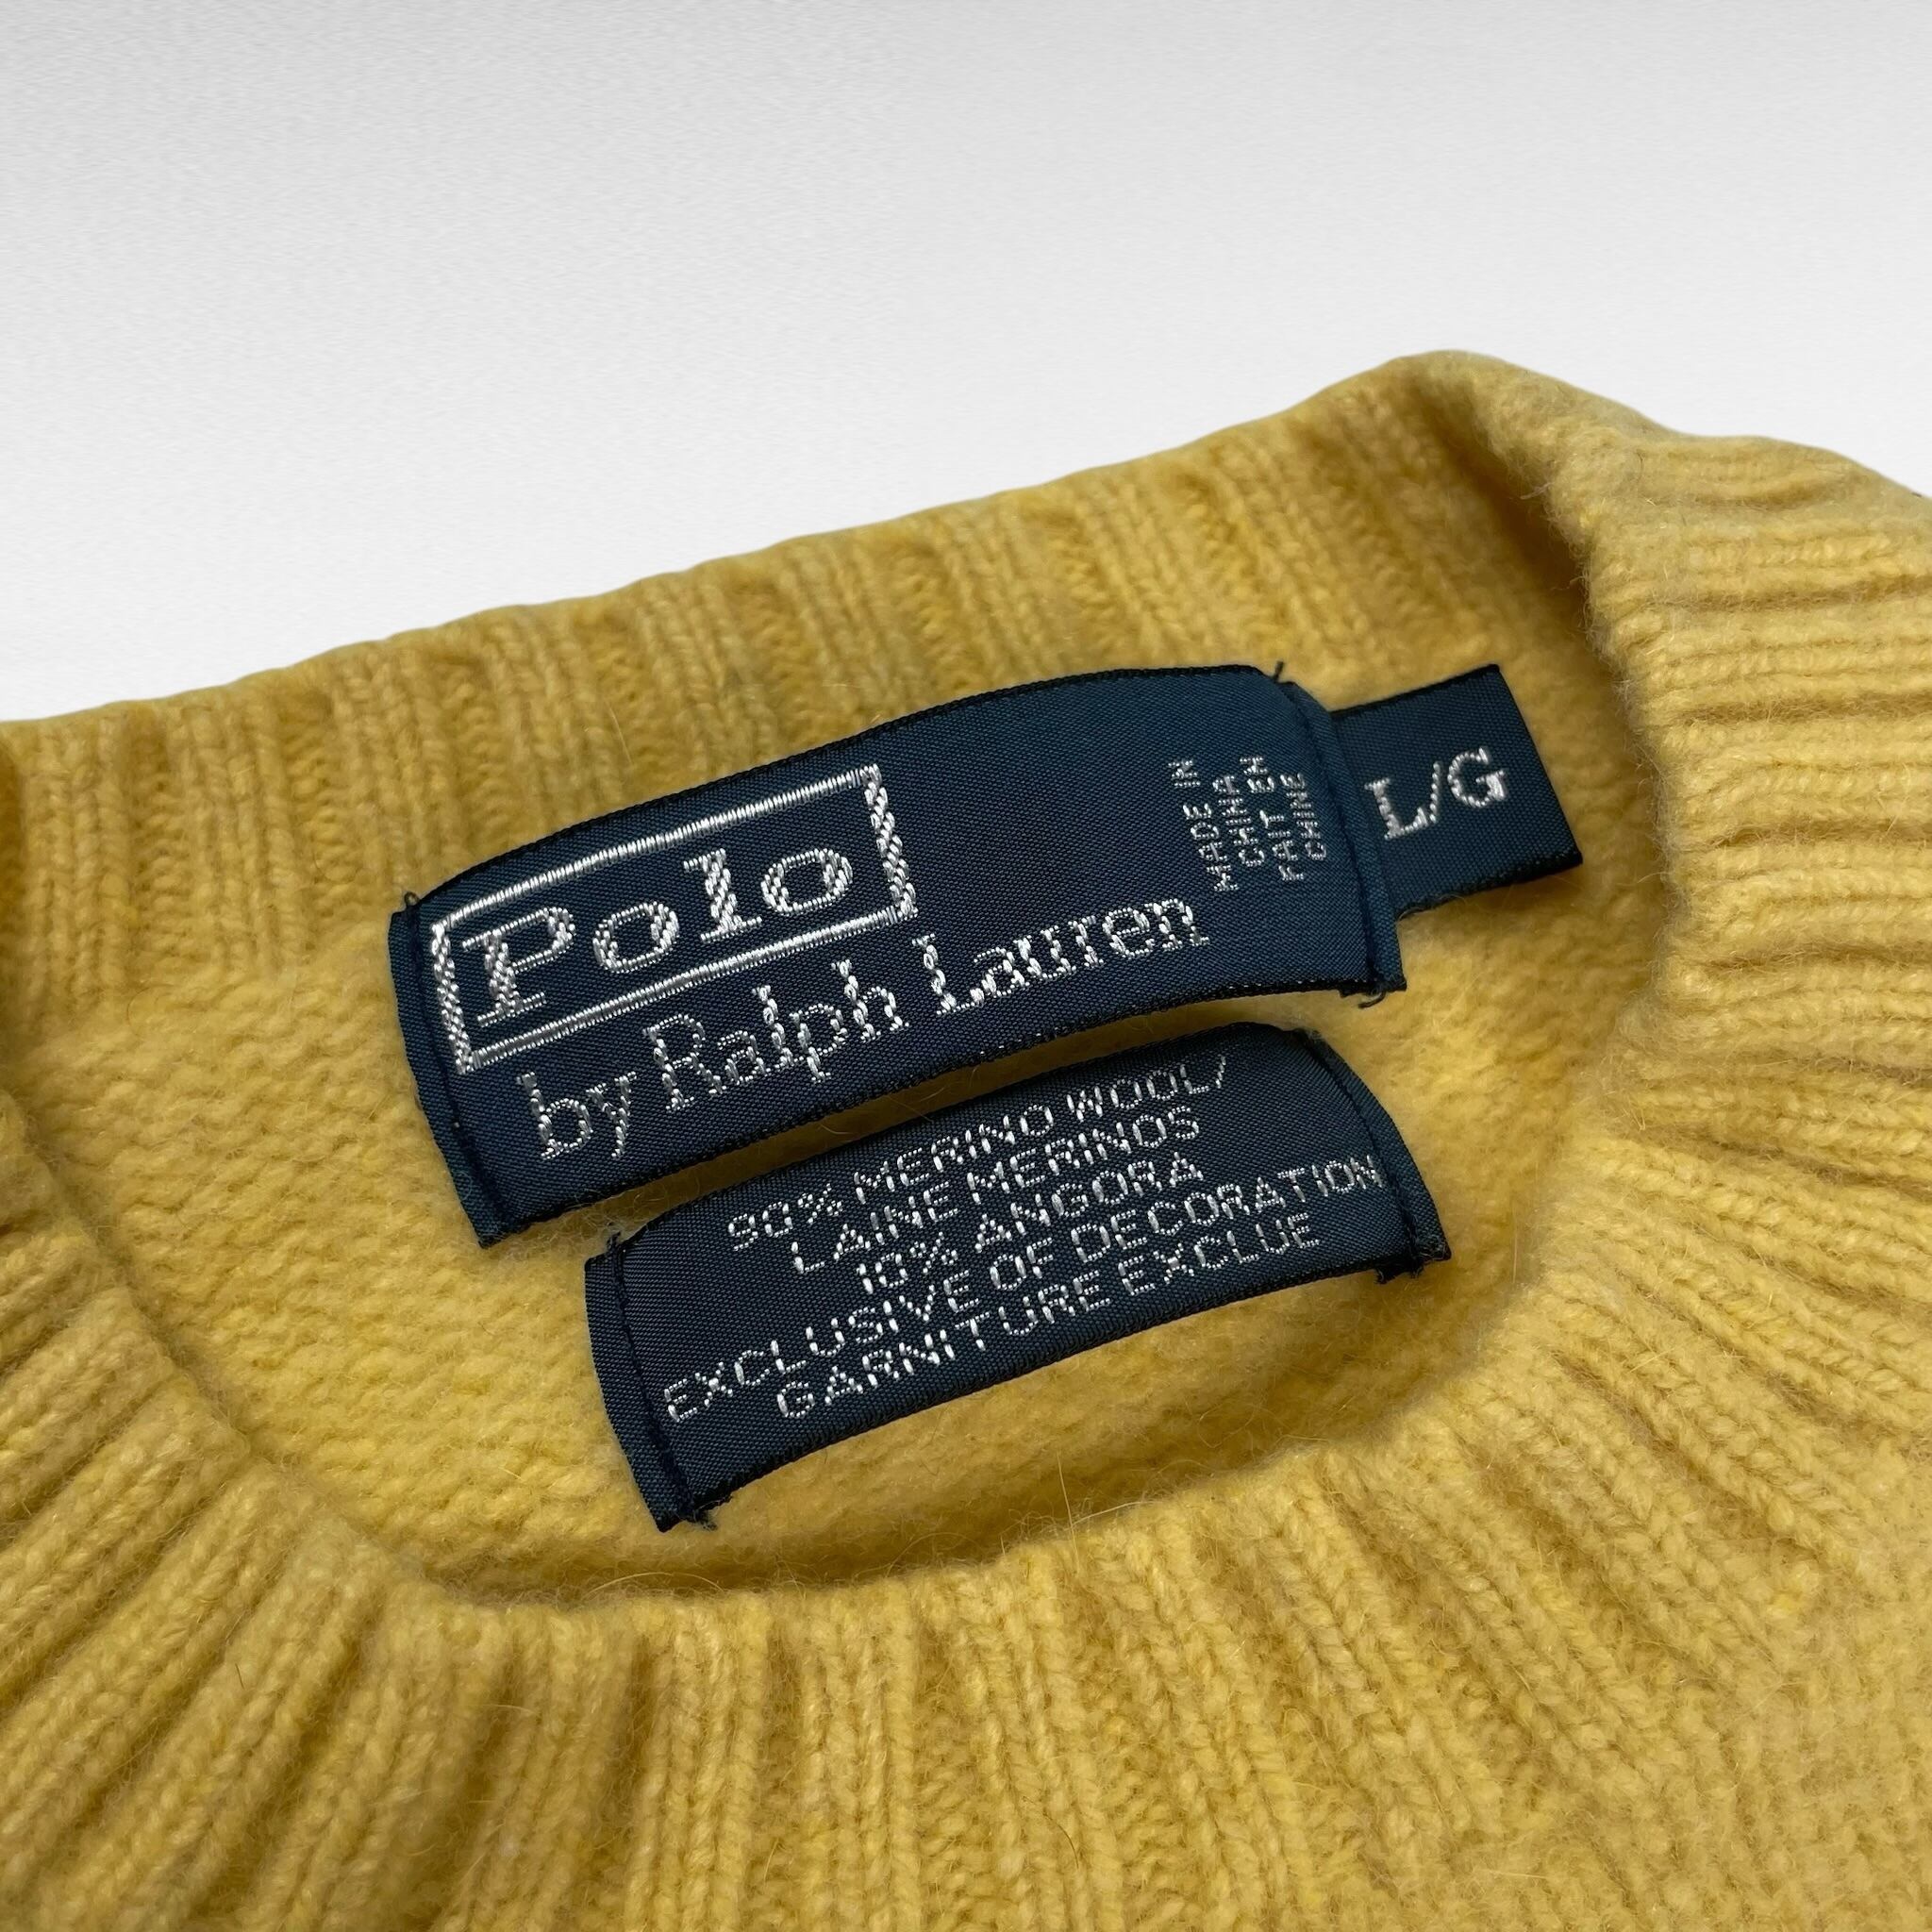 Polo
by Ralph Lauren
MADE IN
CHINA
FAIT EN
CHINE
L/G
90% MERINO WOOL/
LAINE MERINOS
10% ANGORA
EXCLUSIVE OF DECORATION
GARNITURE EXCLUE